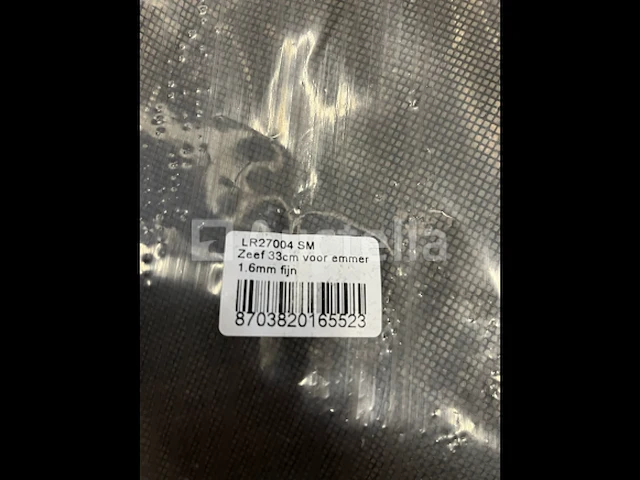 LR27004 SM
Zeef 33cm voor emmer
1.6mm fijn
8703820165523